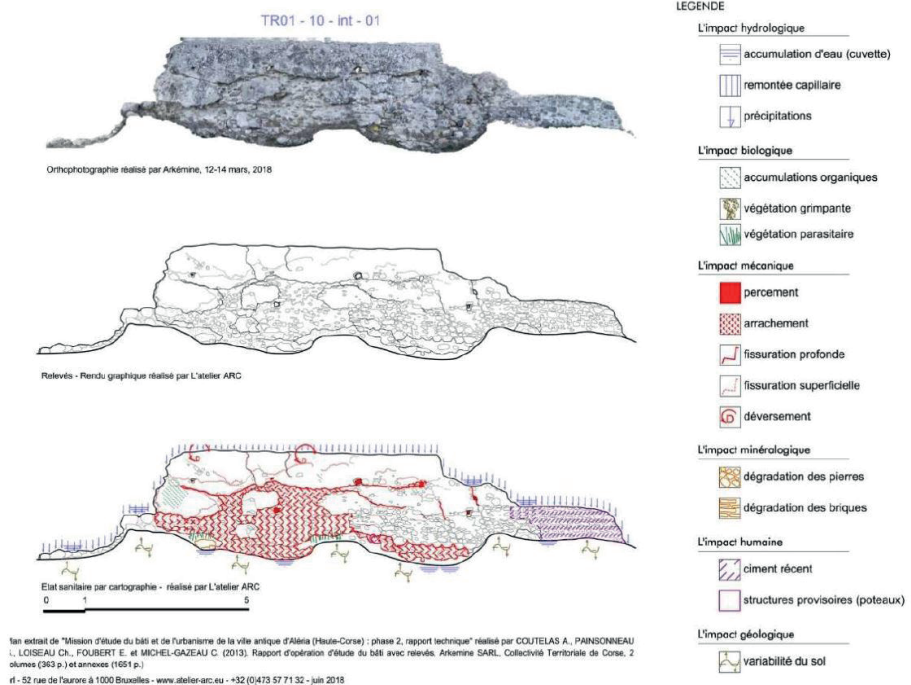 TR01 - 10 - int - 01
Orthophotographie réalisé par Arkémine, 12-14 mars, 2018
Relevés - Rendu graphique réalisé par L'atelier ARC
Etat sanitaire par cartographie - réalisé par L'atelier ARC
0 1 5
lan extrait de "Mission d'étude du bâti et de l'urbanisme de la ville antique d'Aléria (Haute-Corse) : phase 2, rapport technique" réalisé par COUTELAS A., PAINSONNEAU
., LOISEAU Ch., FOUBERT E. et MICHEL-GAZEAU C. (2013). Rapport d'opération d'étude du bâti avec relevés. Arkemine SARL, Collectivité Territoriale de Corse, 2
olumes (363 p.) et annexes (1651 p.)
rl - 52 rue de l'aurore à 1000 Bruxelles - www.atelier-arc.eu - +32 (0)473 57 71 32 - juin 2018
LEGENDE
L'impact hydrologique
accumulation d'eau (cuvette)
remontée capillaire
précipitations
L'impact biologique
accumulations organiques
végétation grimpante
végétation parasitaire
L'impact mécanique
percement
arrachement
fissuration profonde
fissuration superficielle
déversement
L'impact minéralogique
dégradation des pierres
dégradation des briques
L'impact humaine
ciment récent
structures provisoires (poteaux)
L'impact géologique
variabilité du sol